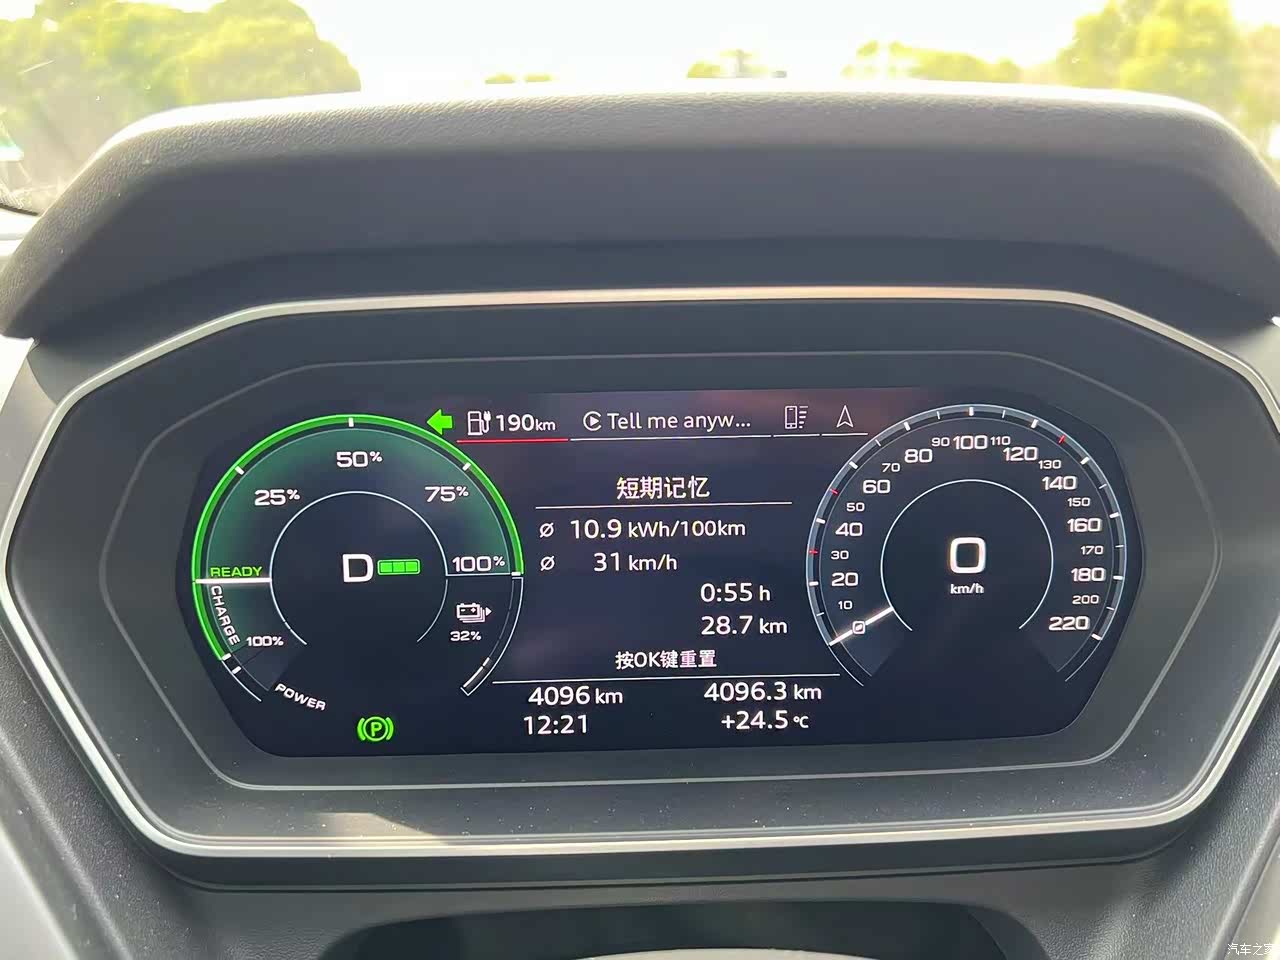 190km
Tell me anyw...
50%
25%
75%
100%
READY
D
CHARGE
100%
POWER
32%
短期记忆
ø 10.9 kWh/100km
ø 31 km/h
0:55 h
28.7 km
按OK键重置
4096 km
4096.3 km
12:21
+24.5 °C
(P)
10
20
30
40
50
60
70
80
90
100
110
120
130
140
150
160
170
180
200
220
0
km/h
汽车之家